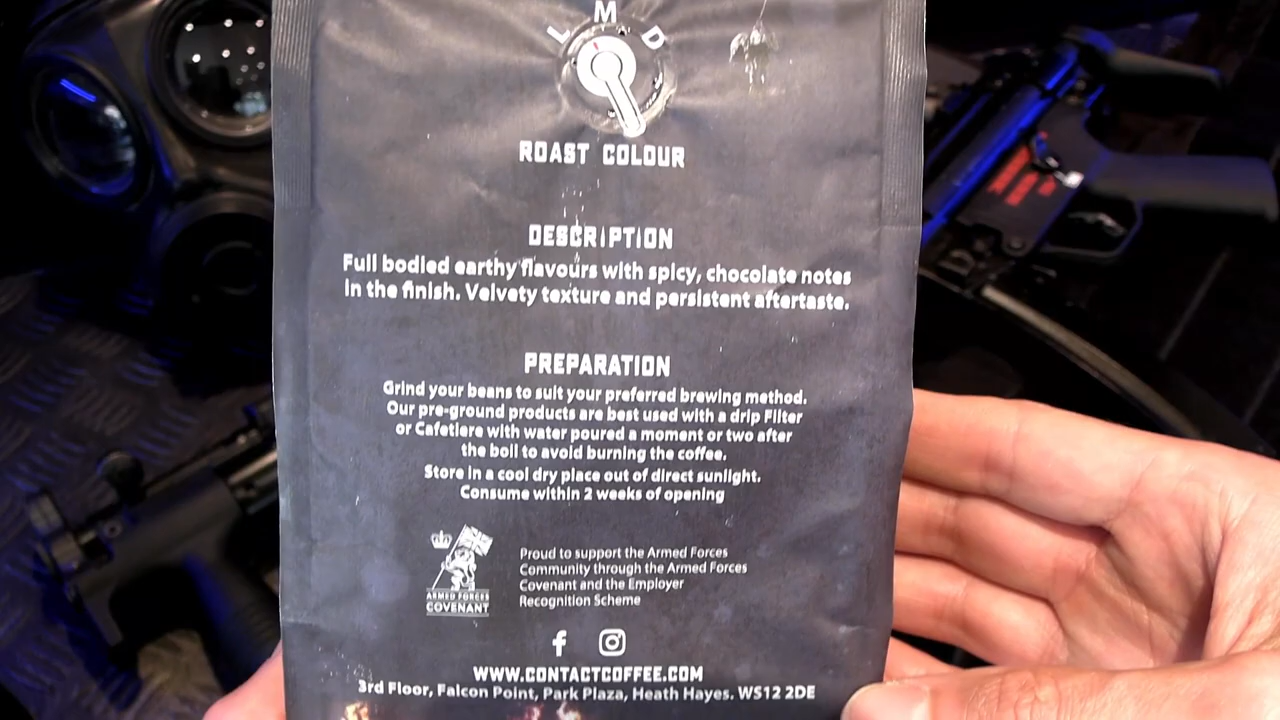 L M D
ROAST COLOUR
DESCRIPTION
Full bodied earthy flavours with spicy, chocolate notes
in the finish. Velvety texture and persistent aftertaste.
PREPARATION
Grind your beans to suit your preferred brewing method.
Our pre-ground products are best used with a drip Filter
or Cafetiere with water poured a moment or two after
the boil to avoid burning the coffee.
Store in a cool dry place out of direct sunlight.
Consume within 2 weeks of opening
ARMED FORCES
COVENANT
Proud to support the Armed Forces
Community through the Armed Forces
Covenant and the Employer
Recognition Scheme
WWW.CONTACTCOFFEE.COM
3rd Floor, Falcon Point, Park Plaza, Heath Hayes. WS12 2DE